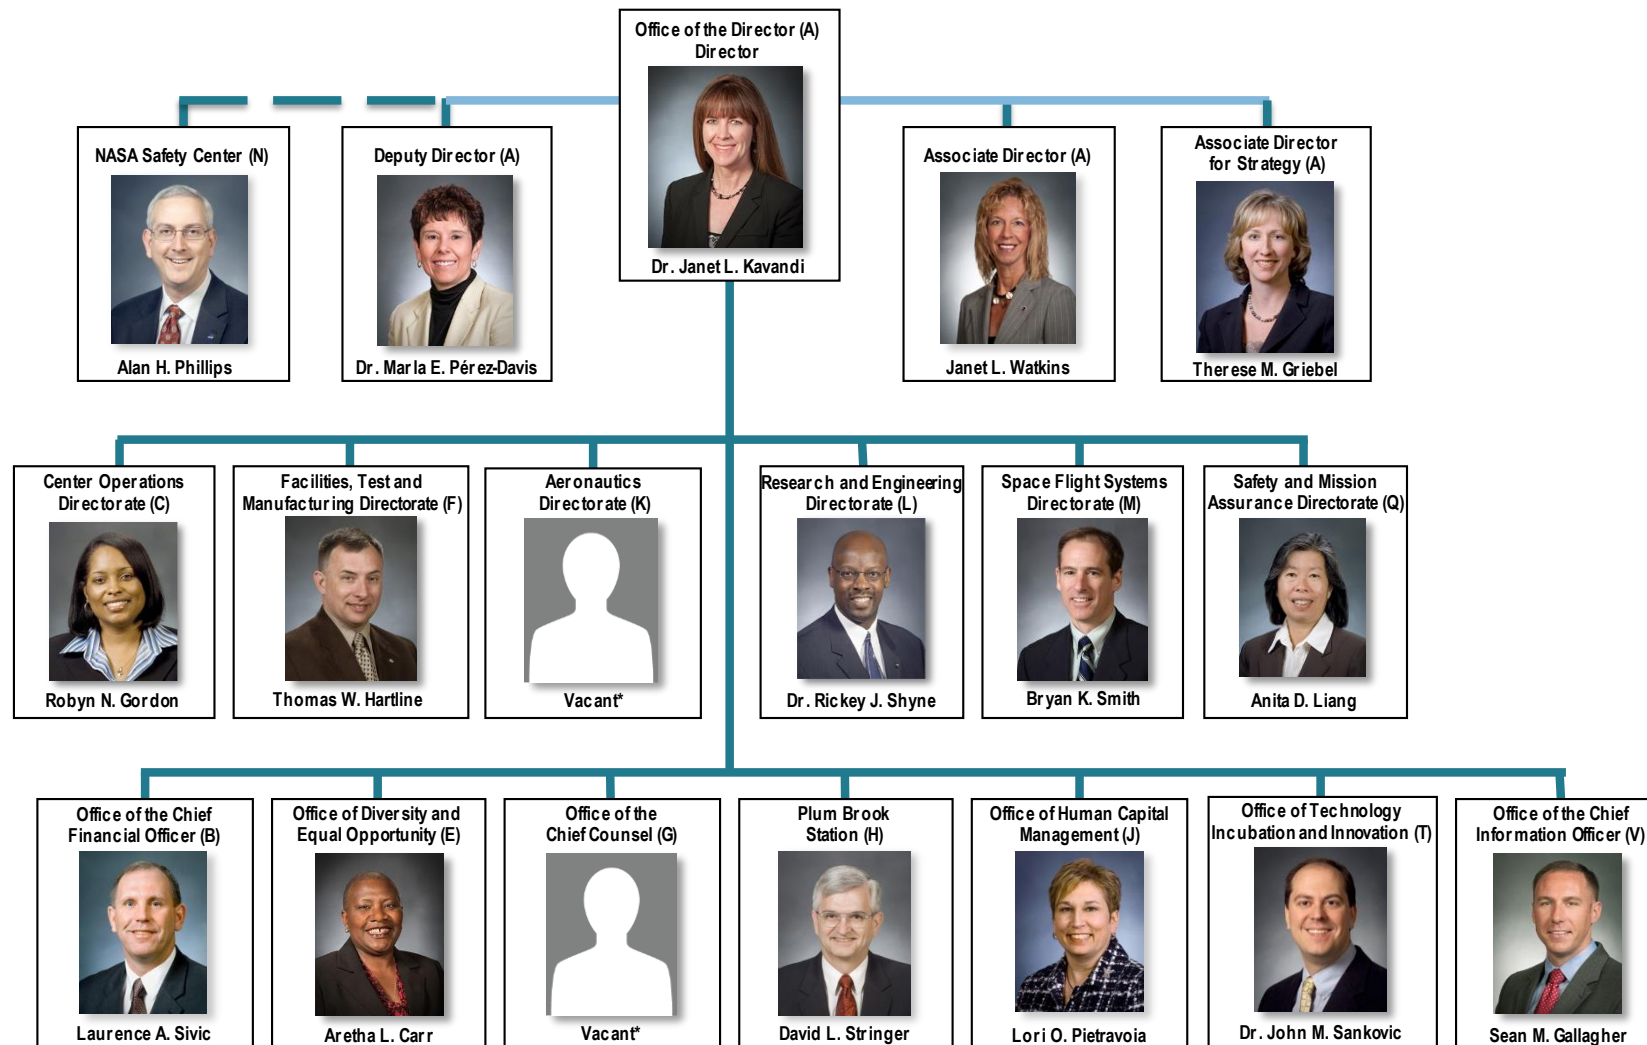 Office of the Director (A)
Director
Dr. Janet L. Kavandi
NASA Safety Center (N)
Alan H. Phillips
Deputy Director (A)
Dr. Marla E. Pérez-Davis
Associate Director (A)
Janet L. Watkins
Associate Director
for Strategy (A)
Therese M. Griebel
Center Operations
Directorate (C)
Robyn N. Gordon
Facilities, Test and
Manufacturing Directorate (F)
Thomas W. Hartline
Aeronautics
Directorate (K)
Vacant*
Research and Engineering
Directorate (L)
Dr. Rickey J. Shyne
Space Flight Systems
Directorate (M)
Bryan K. Smith
Safety and Mission
Assurance Directorate (Q)
Anita D. Liang
Office of the Chief
Financial Officer (B)
Laurence A. Sivic
Office of Diversity and
Equal Opportunity (E)
Aretha L. Carr
Office of the
Chief Counsel (G)
Vacant*
Plum Brook
Station (H)
David L. Stringer
Office of Human Capital
Management (J)
Lori O. Pietravoia
Office of Technology
Incubation and Innovation (T)
Dr. John M. Sankovic
Office of the Chief
Information Officer (V)
Sean M. Gallagher